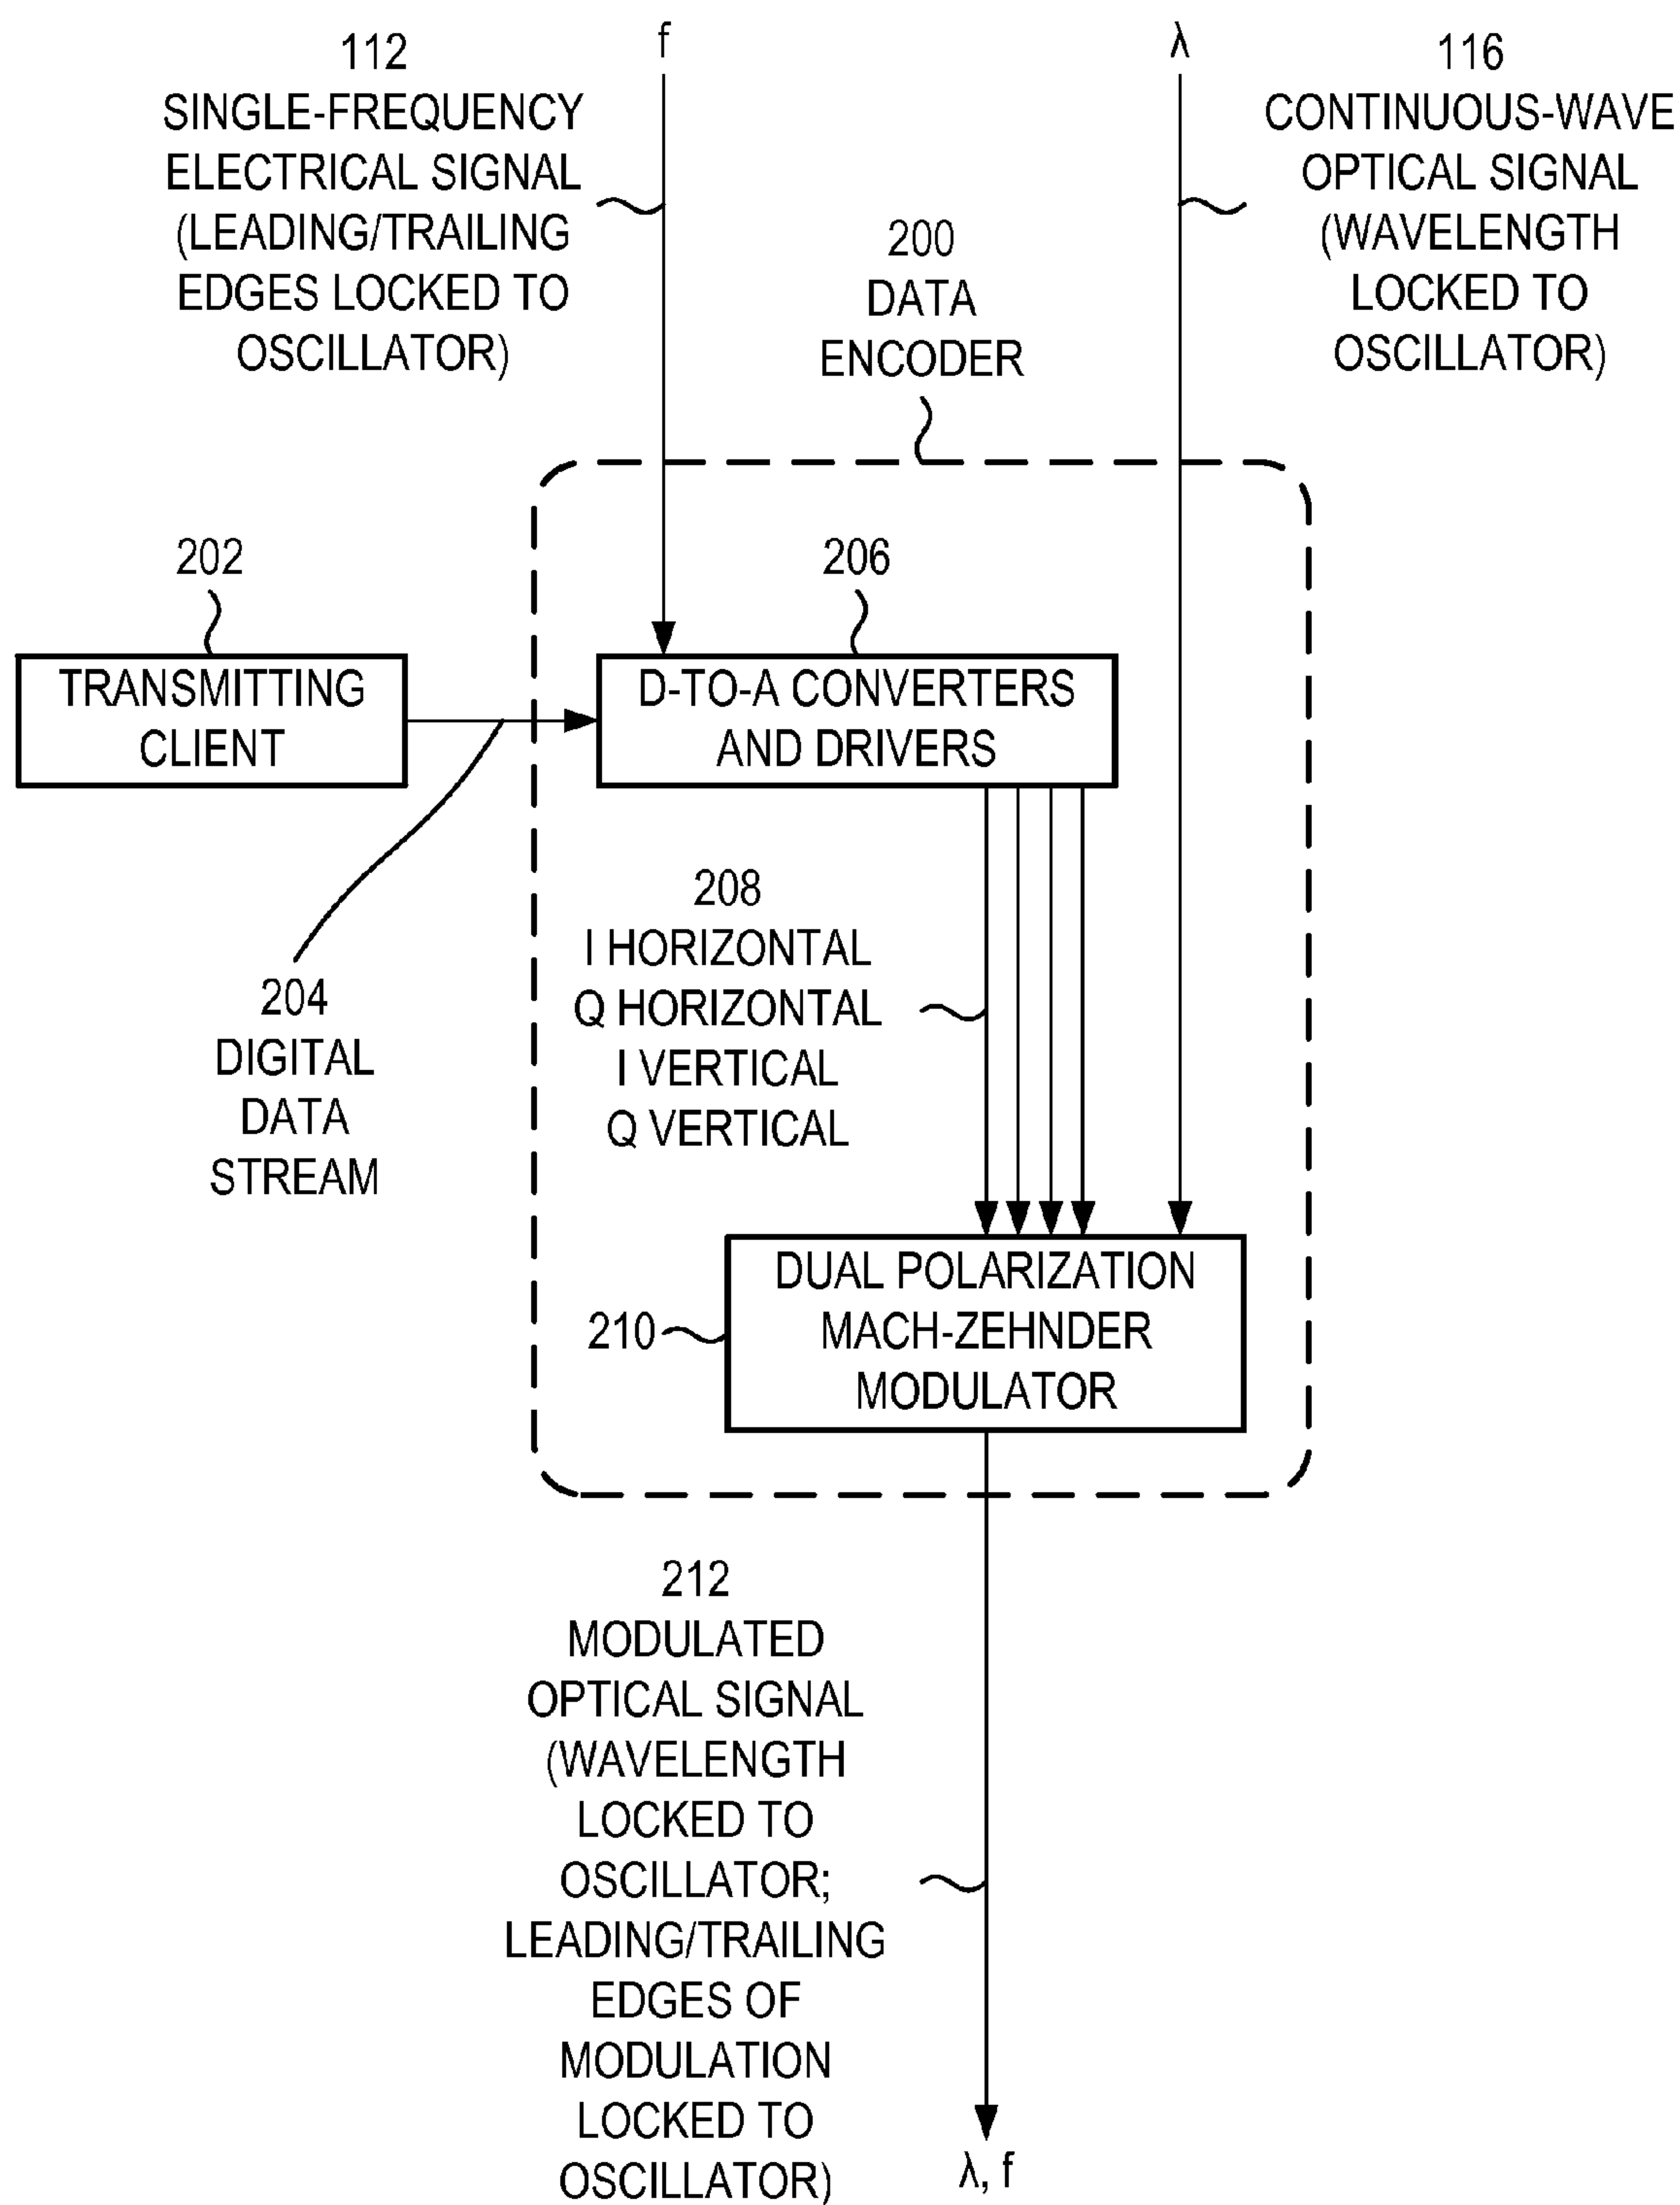 f
λ
112
SINGLE-FREQUENCY
ELECTRICAL SIGNAL
(LEADING/TRAILING
EDGES LOCKED TO
OSCILLATOR)
116
CONTINUOUS-WAVE
OPTICAL SIGNAL
(WAVELENGTH
LOCKED TO
OSCILLATOR)
200
DATA
ENCODER
202
TRANSMITTING
CLIENT
206
D-TO-A CONVERTERS
AND DRIVERS
204
DIGITAL
DATA
STREAM
208
I HORIZONTAL
Q HORIZONTAL
I VERTICAL
Q VERTICAL
210
DUAL POLARIZATION
MACH-ZEHNDER
MODULATOR
212
MODULATED
OPTICAL SIGNAL
(WAVELENGTH
LOCKED TO
OSCILLATOR;
LEADING/TRAILING
EDGES OF
MODULATION
LOCKED TO
OSCILLATOR)
λ, f